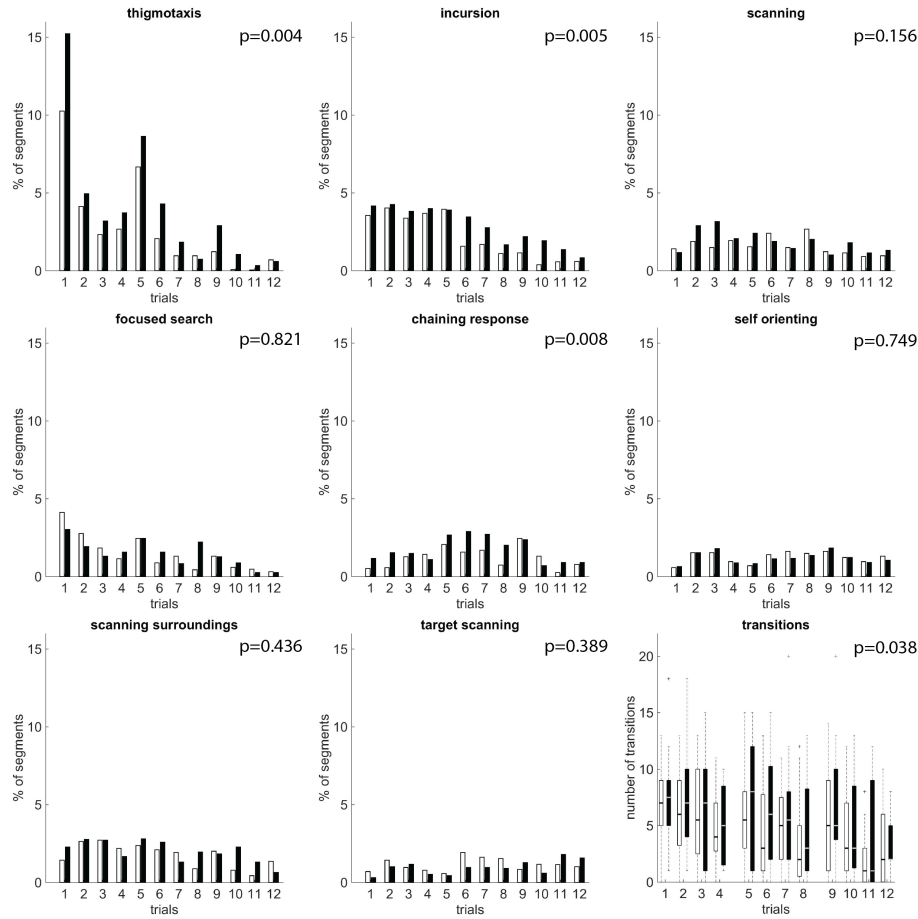 thigmotaxis
p=0.004
% of segments
15
10
5
0
1 2 3 4 5 6 7 8 9 10 11 12
trials
incursion
p=0.005
% of segments
15
10
5
0
1 2 3 4 5 6 7 8 9 10 11 12
trials
scanning
p=0.156
% of segments
15
10
5
0
1 2 3 4 5 6 7 8 9 10 11 12
trials
focused search
p=0.821
% of segments
15
10
5
0
1 2 3 4 5 6 7 8 9 10 11 12
trials
chaining response
p=0.008
% of segments
15
10
5
0
1 2 3 4 5 6 7 8 9 10 11 12
trials
self orienting
p=0.749
% of segments
15
10
5
0
1 2 3 4 5 6 7 8 9 10 11 12
trials
scanning surroundings
p=0.436
% of segments
15
10
5
0
1 2 3 4 5 6 7 8 9 10 11 12
trials
target scanning
p=0.389
% of segments
15
10
5
0
1 2 3 4 5 6 7 8 9 10 11 12
trials
transitions
p=0.038
number of transitions
20
15
10
5
0
1 2 3 4 5 6 7 8 9 10 11 12
trials